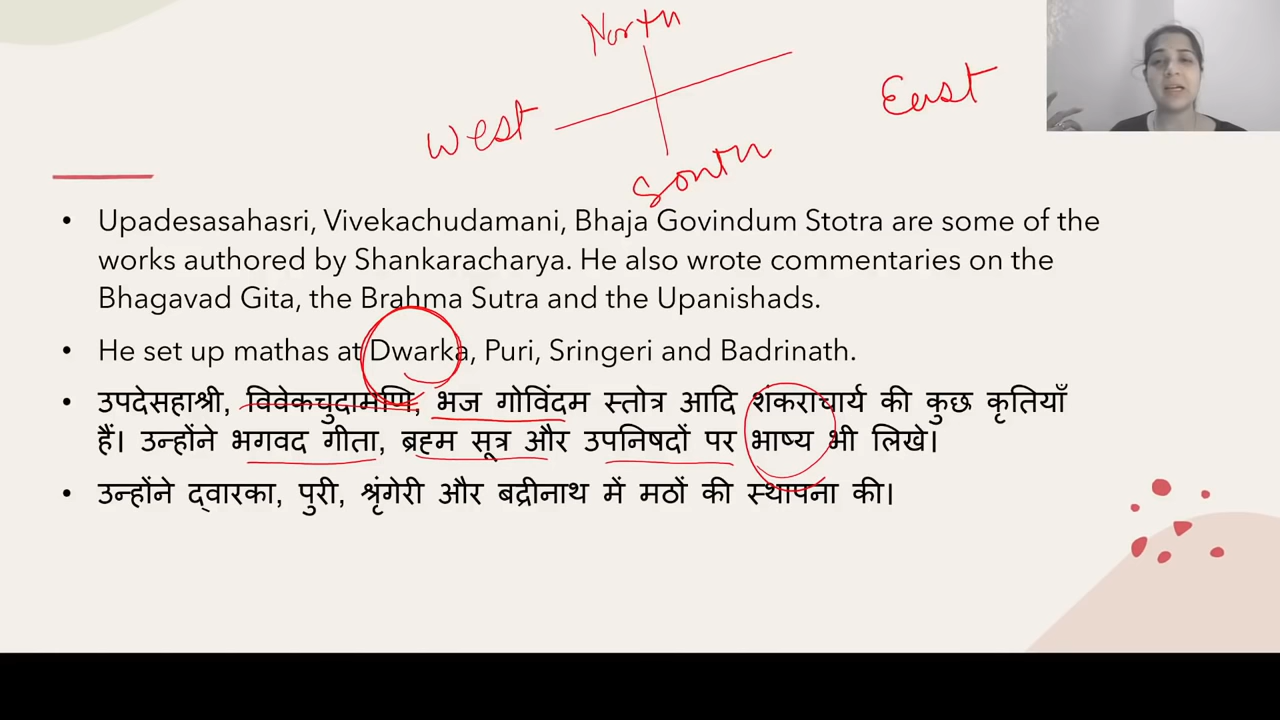 North
West
East
South
• Upadesasahasri, Vivekachudamani, Bhaja Govindum Stotra are some of the
works authored by Shankaracharya. He also wrote commentaries on the
Bhagavad Gita, the Brahma Sutra and the Upanishads.
• He set up mathas at Dwarka, Puri, Sringeri and Badrinath.
• उपदेसहाश्री, विवेकचुदामणि, भज गोविंदम स्तोत्र आदि शंकराचार्य की कुछ कृतियाँ
हैं। उन्होंने भगवद गीता, ब्रह्म सूत्र और उपनिषदों पर भाष्य भी लिखे।
• उन्होंने द्वारका, पुरी, श्रृंगेरी और बद्रीनाथ में मठों की स्थापना की।